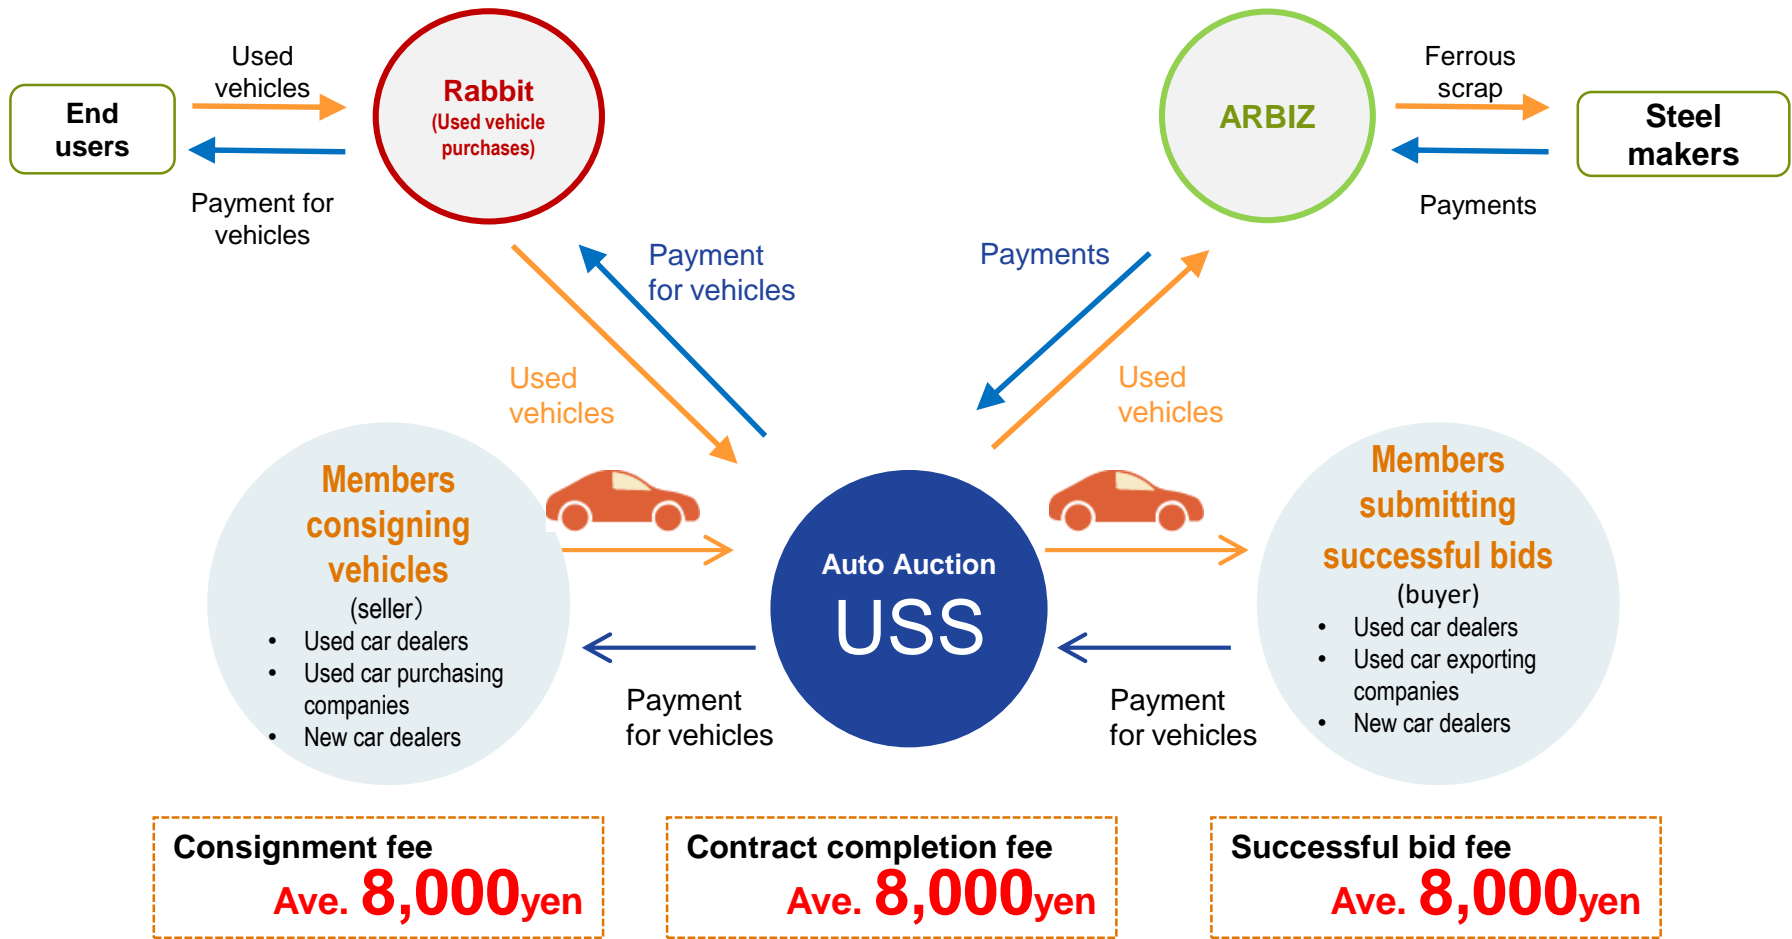 End
users
Used
vehicles
Payment for
vehicles
Rabbit
(Used vehicle
purchases)
ARBIZ
Ferrous
scrap
Payments
Steel
makers
Payment
for vehicles
Used
vehicles
Payments
Used
vehicles
Members
consigning
vehicles
(seller）
• Used car dealers
• Used car purchasing
companies
• New car dealers
Payment
for vehicles
Auto Auction
USS
Payment
for vehicles
Members
submitting
successful bids
(buyer)
• Used car dealers
• Used car exporting
companies
• New car dealers
Consignment fee
Ave. 8,000yen
Contract completion fee
Ave. 8,000yen
Successful bid fee
Ave. 8,000yen